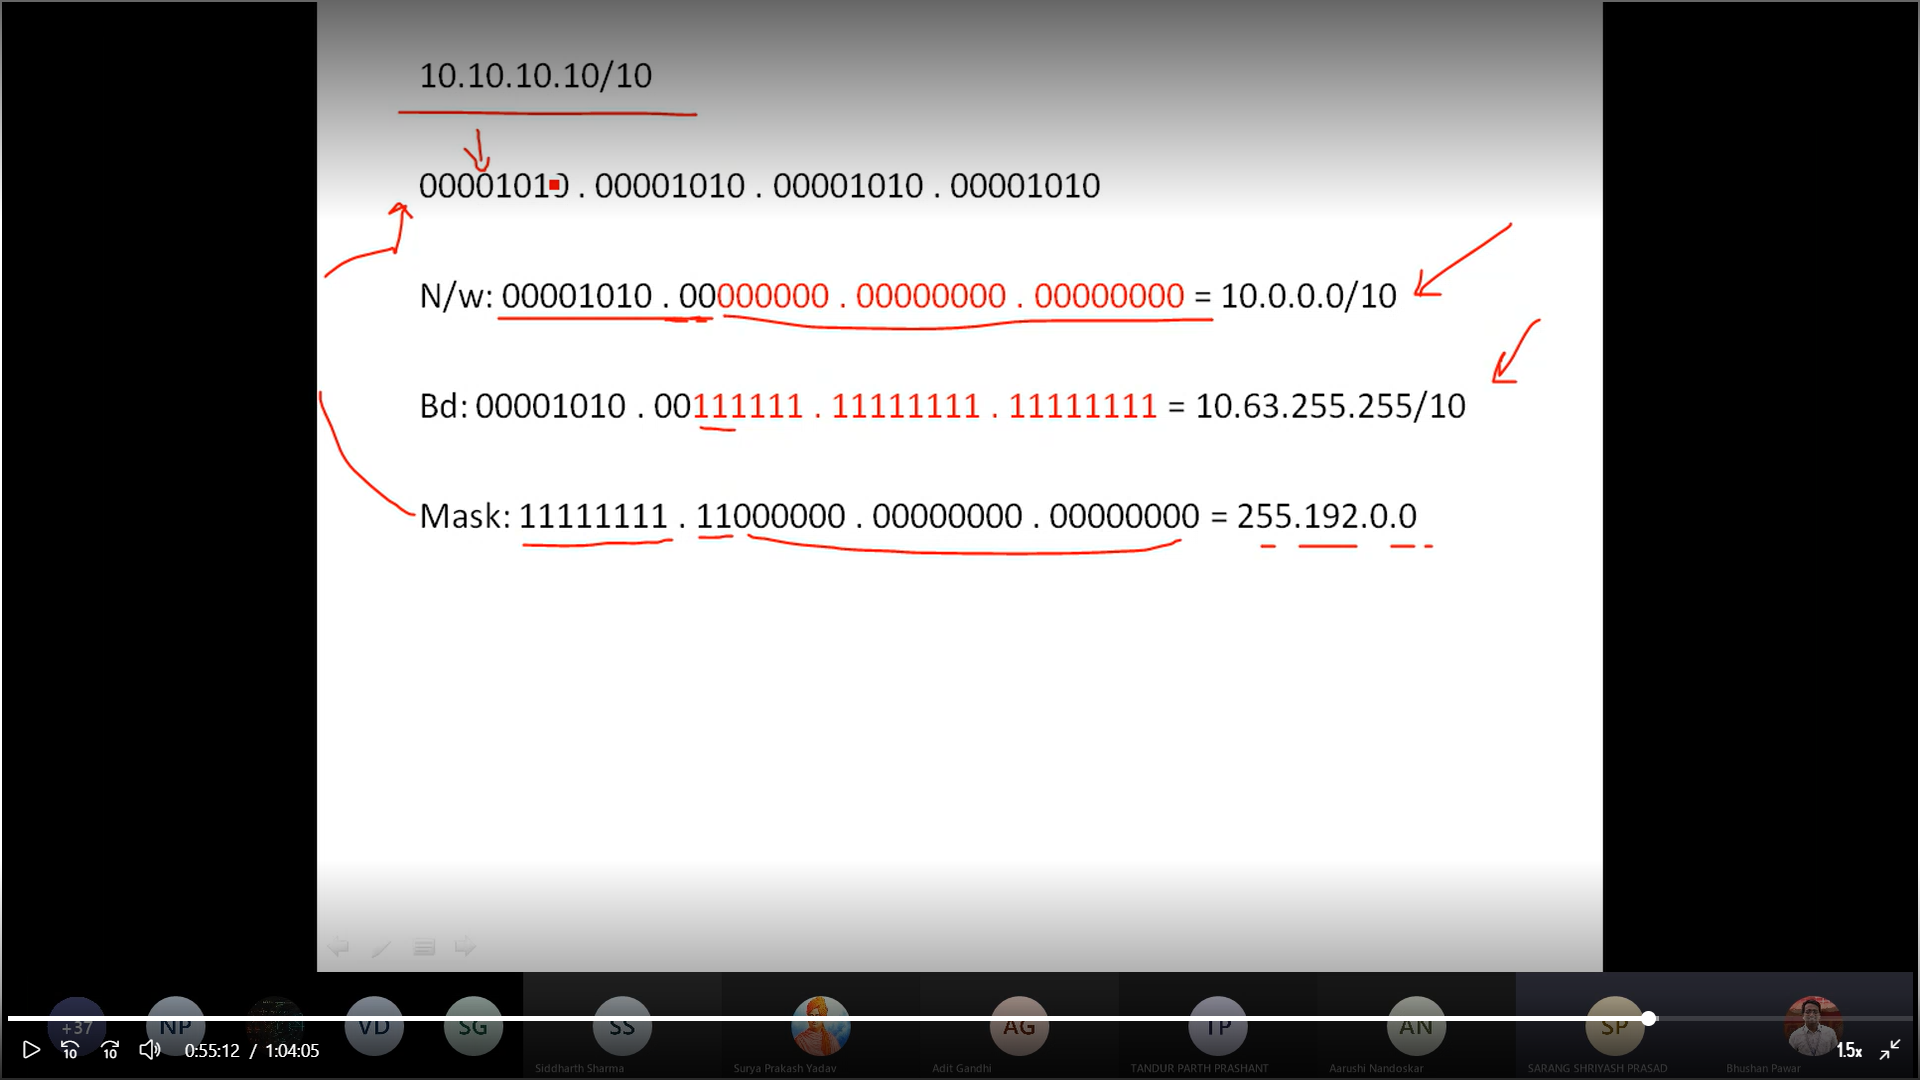 10.10.10.10/10
00001010 . 00001010 . 00001010 . 00001010
N/w: 00001010 . 00000000 . 00000000 . 00000000 = 10.0.0.0/10
Bd: 00001010 . 00111111 . 11111111 . 11111111 = 10.63.255.255/10
Mask: 11111111 . 11000000 . 00000000 . 00000000 = 255.192.0.0
+37 NP VD SG SS AG TP AN SP
10 10 0:55:12 / 1:04:05 1.5x
Siddharth Sharma Surya Prakash Yadav Adit Gandhi TANDUR PARTH PRASHANT Aarushi Nandoskar SARANG SHRIYASH PRASAD Bhushan Pawar